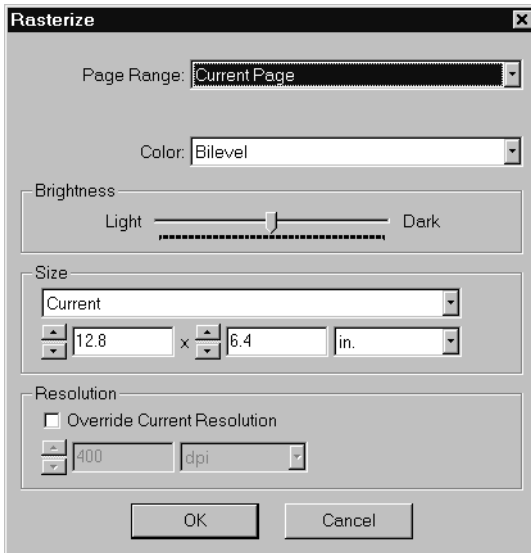 Rasterize
Page Range: Current Page
Color: Bilevel
Brightness
Light Dark
Size
Current
12.8 x 6.4 in.
Resolution
Override Current Resolution
400 dpi
OK Cancel